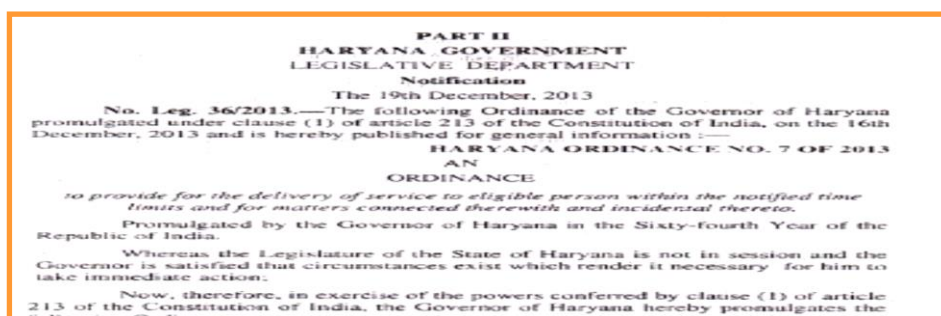 PART II
HARYANA GOVERNMENT
LEGISLATIVE DEPARTMENT
Notification
The 19th December, 2013
No. Leg. 36/2013.—The following Ordinance of the Governor of Haryana
promulgated under clause (1) of article 213 of the Constitution of India, on the 16th
December, 2013 and is hereby published for general information :—
HARYANA ORDINANCE NO. 7 OF 2013
AN
ORDINANCE
to provide for the delivery of service to eligible person within the notified time
limits and for matters connected therewith and incidental thereto.
Promulgated by the Governor of Haryana in the Sixty-fourth Year of the
Republic of India.
Whereas the Legislature of the State of Haryana is not in session and the
Governor is satisfied that circumstances exist which render it necessary for him to
take immediate action;
Now, therefore, in exercise of the powers conferred by clause (1) of article
213 of the Constitution of India, the Governor of Haryana hereby promulgates the